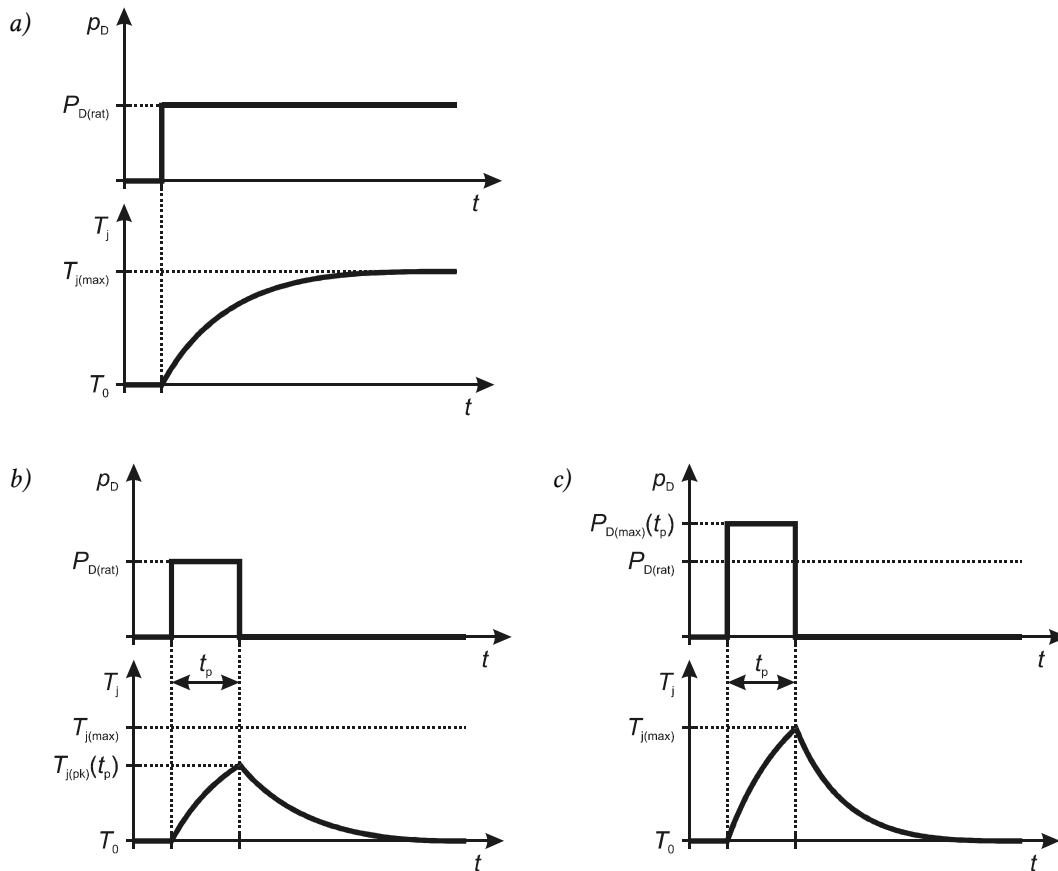 a)
p_D
P_D(rat)
t
T_j
T_j(max)
T_0
t
b)
p_D
P_D(rat)
t
T_j
t_p
T_j(max)
T_j(pk)(t_p)
T_0
t
c)
p_D
P_D(max)(t_p)
P_D(rat)
t
T_j
t_p
T_j(max)
T_0
t